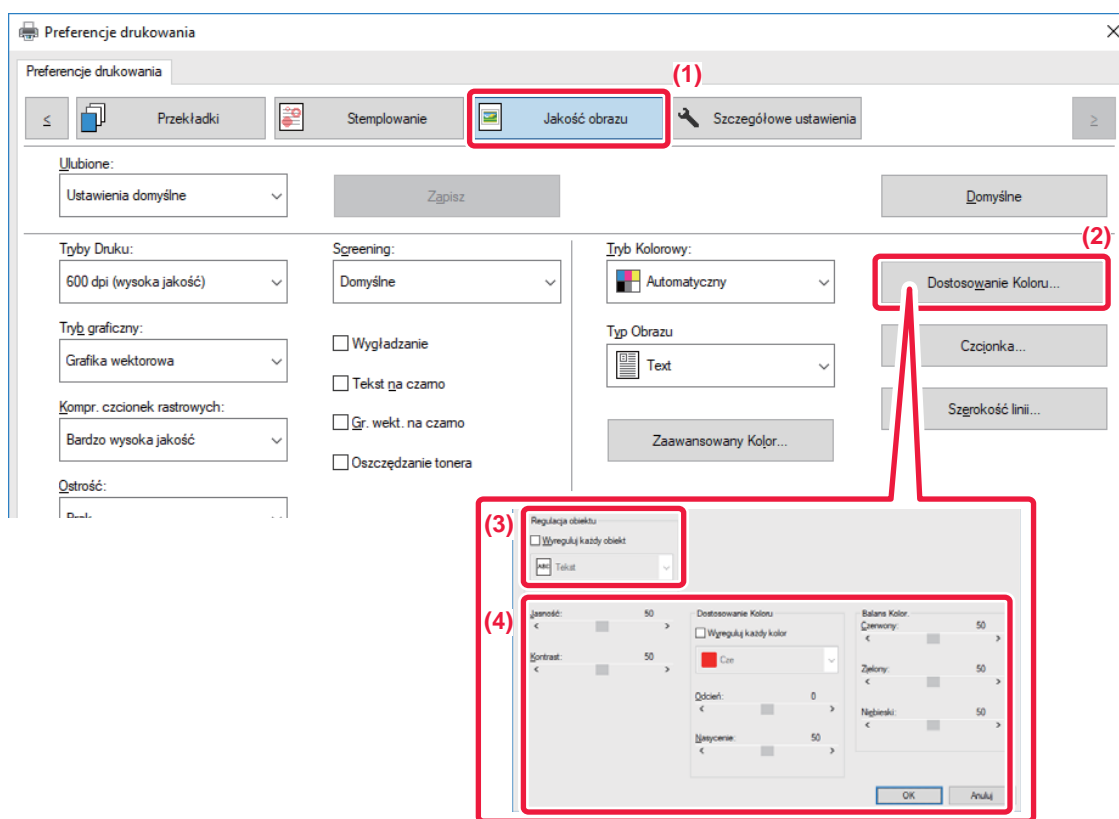 Preferencje drukowania
Preferencje drukowania
(1)
< Przekładki Stemplowanie Jakość obrazu Szczegółowe ustawienia >
Ulubione:
Ustawienia domyślne Zapisz Domyślne
(2)
Tryby Druku: Screening: Tryb Kolorowy:
600 dpi (wysoka jakość) Domyślne Automatyczny Dostosowanie Koloru...
Tryb graficzny: Wygładzanie Typ Obrazu
Grafika wektorowa Text Czcionka...
Tekst na czarno
Kompr. czcionek rastrowych: Gr. wekt. na czarno Szerokość linii...
Bardzo wysoka jakość Zaawansowany Kolor...
Oszczędzanie tonera
Ostrość:
(3)
Regulacja obiektu
Wyreguluj każdy obiekt
ABC Tekst
(4)
Jasność: 50 Dostosowanie Koloru Balans Kolor.
Wyreguluj każdy kolor Czerwony: 50
Kontrast: 50 Cze Zielony: 50
Odcień: 0
Niebieski: 50
Nasycenie: 50
OK Anuluj